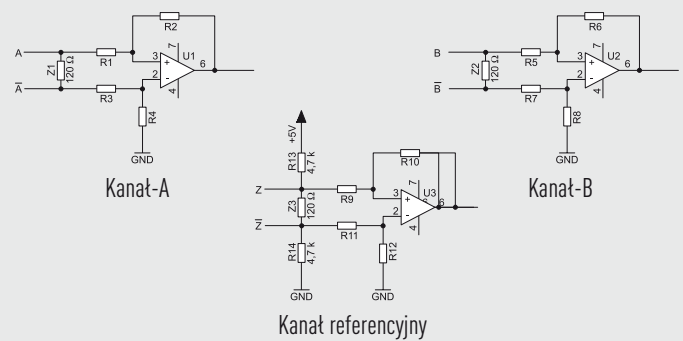 R2
A
R1
3
7
U1
+
6
Z1
120 Ω
2
-
A
R3
4
R4
GND
Kanał-A
R6
B
R5
3
7
U2
+
6
Z2
120 Ω
2
-
B
R7
4
R8
GND
Kanał-B
+5V
R13
4,7 k
R10
Z
R9
3
7
U3
+
6
6
Z3
120 Ω
2
-
Z
R11
4
R14
4,7 k
R12
GND
GND
Kanał referencyjny